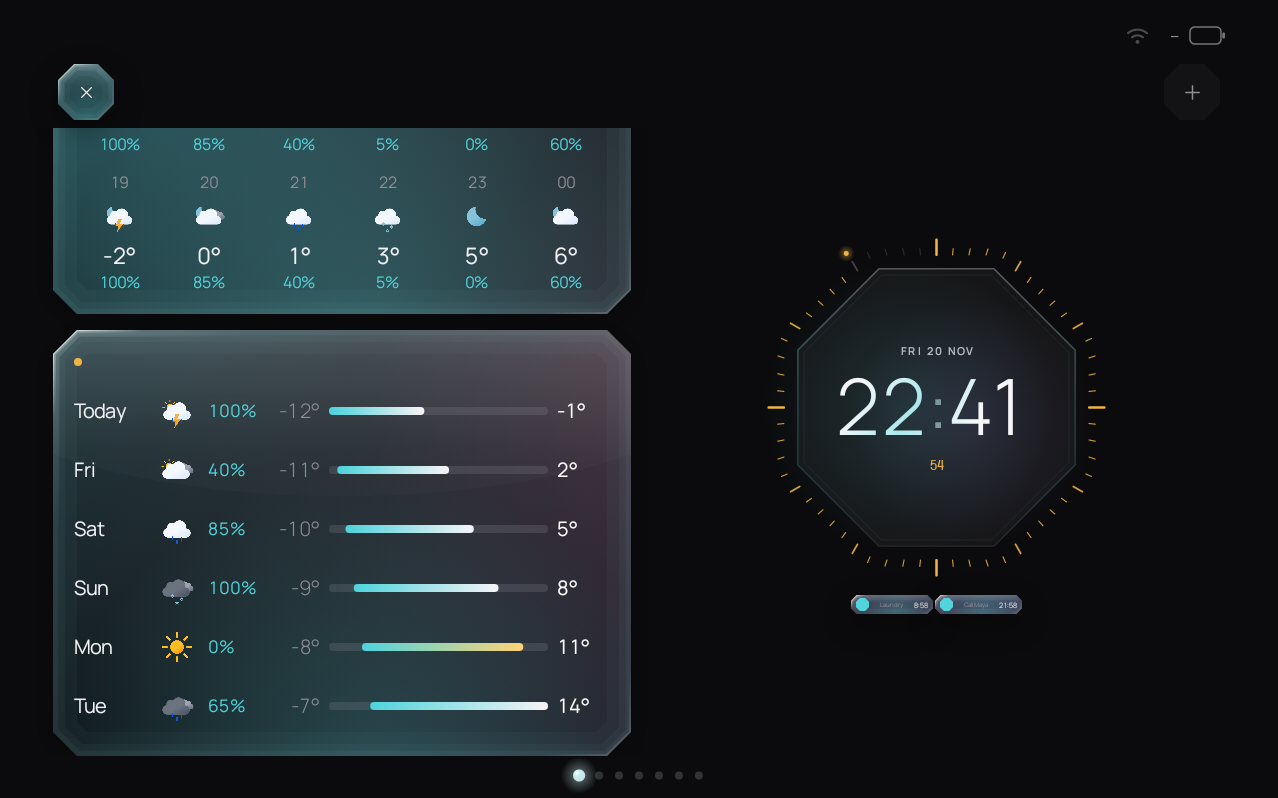 –
100% 85% 40% 5% 0% 60%
19 20 21 22 23 00
-2° 0° 1° 3° 5° 6°
100% 85% 40% 5% 0% 60%
Today 100% -12° -1°
Fri 40% -11° 2°
Sat 85% -10° 5°
Sun 100% -9° 8°
Mon 0% -8° 11°
Tue 65% -7° 14°
FRI 20 NOV
22:41
54
Laundry 8:58
Call Maya 21:58